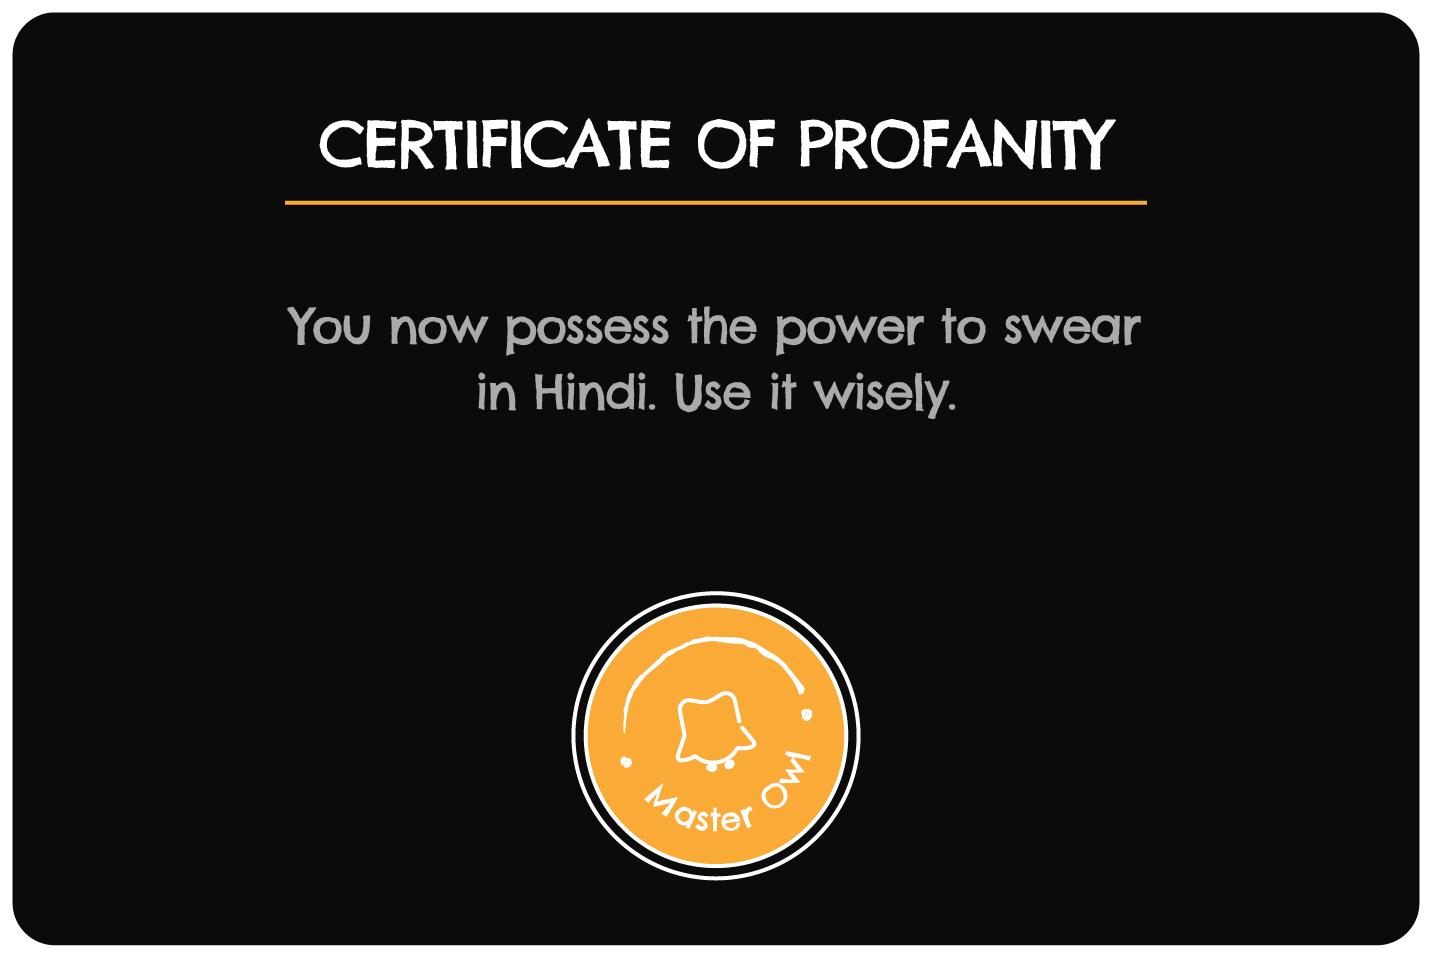 CERTIFICATE OF PROFANITY
You now possess the power to swear
in Hindi. Use it wisely.
Master Owl